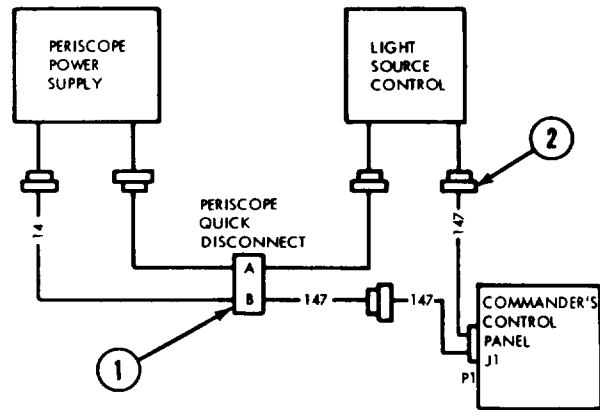 PERISCOPE
POWER
SUPPLY
LIGHT
SOURCE
CONTROL
2
14
PERISCOPE
QUICK
DISCONNECT
147
A
B
147
147
1
COMMANDER'S
CONTROL
PANEL
J1
P1